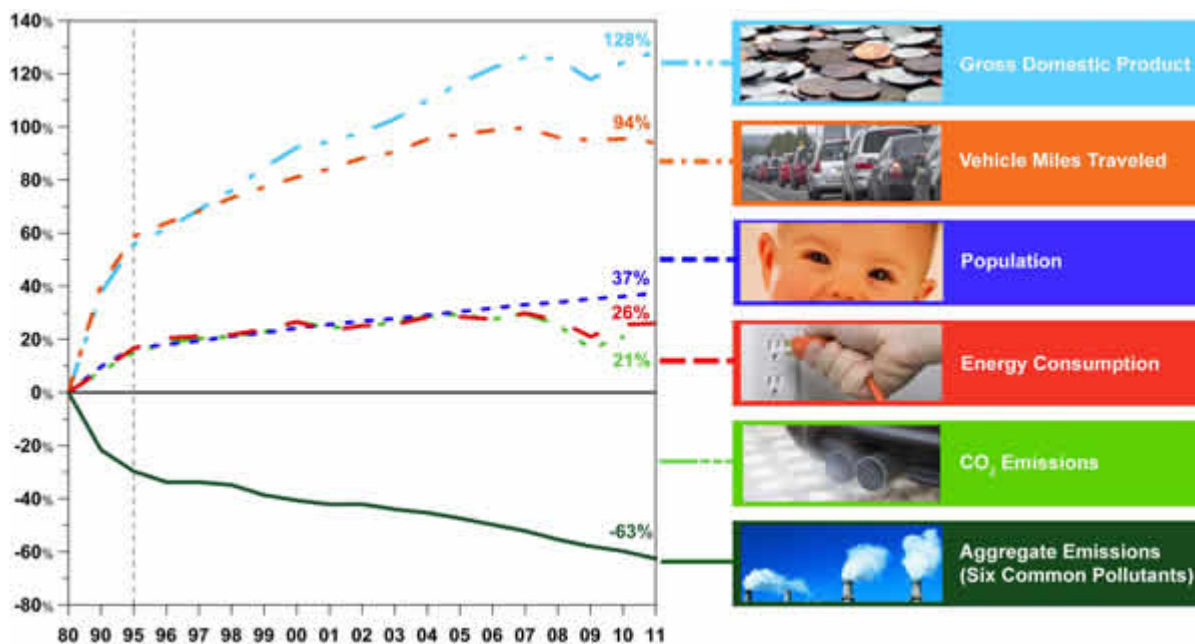 140%
120%
100%
80%
60%
40%
20%
0%
-20%
-40%
-60%
-80%
128%
94%
37%
26%
21%
-63%
80 90 95 96 97 98 99 00 01 02 03 04 05 06 07 08 09 10 11
Gross Domestic Product
Vehicle Miles Traveled
Population
Energy Consumption
CO₂ Emissions
Aggregate Emissions
(Six Common Pollutants)